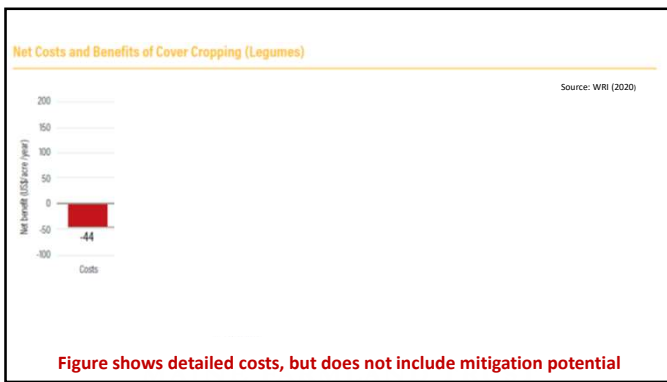 Net Costs and Benefits of Cover Cropping (Legumes)
Source: WRI (2020)
Net benefit (US$/acre /year)
200
150
100
50
0
-50
-100
-44
Costs
Figure shows detailed costs, but does not include mitigation potential